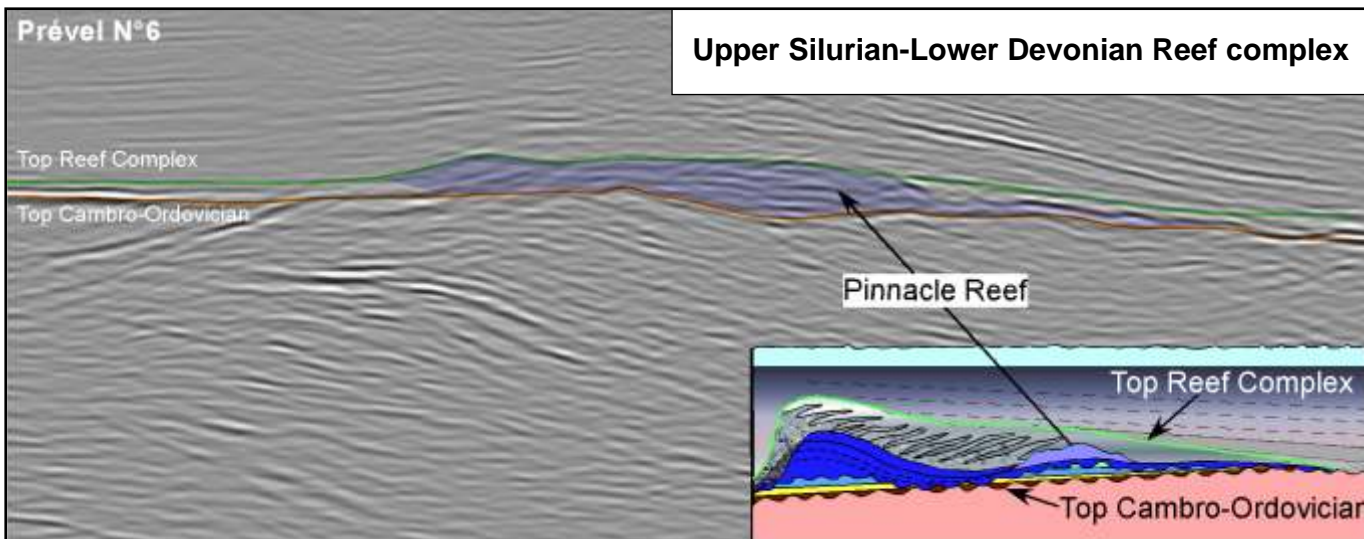 Prével N°6
Upper Silurian-Lower Devonian Reef complex
Top Reef Complex
Top Cambro-Ordovician
Pinnacle Reef
Top Reef Complex
Top Cambro-Ordovician